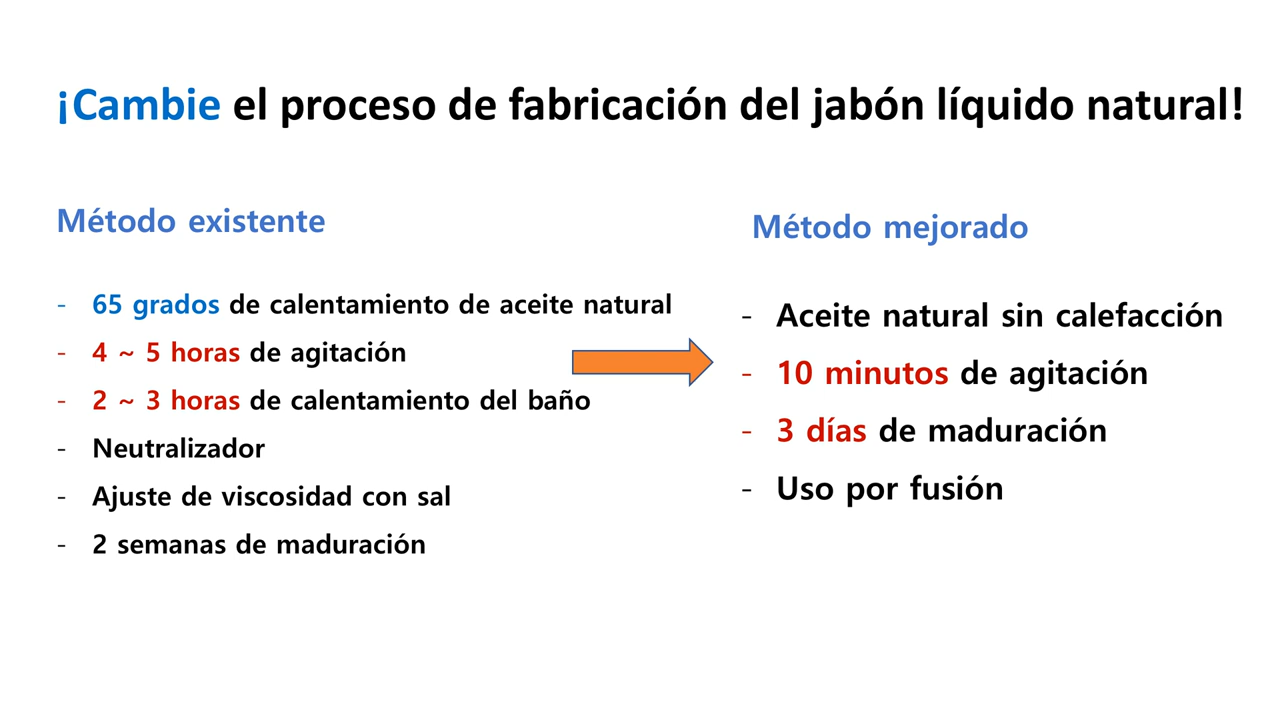 ¡Cambie el proceso de fabricación del jabón líquido natural!
Método existente
- 65 grados de calentamiento de aceite natural
- 4 ~ 5 horas de agitación
- 2 ~ 3 horas de calentamiento del baño
- Neutralizador
- Ajuste de viscosidad con sal
- 2 semanas de maduración
Método mejorado
- Aceite natural sin calefacción
- 10 minutos de agitación
- 3 días de maduración
- Uso por fusión